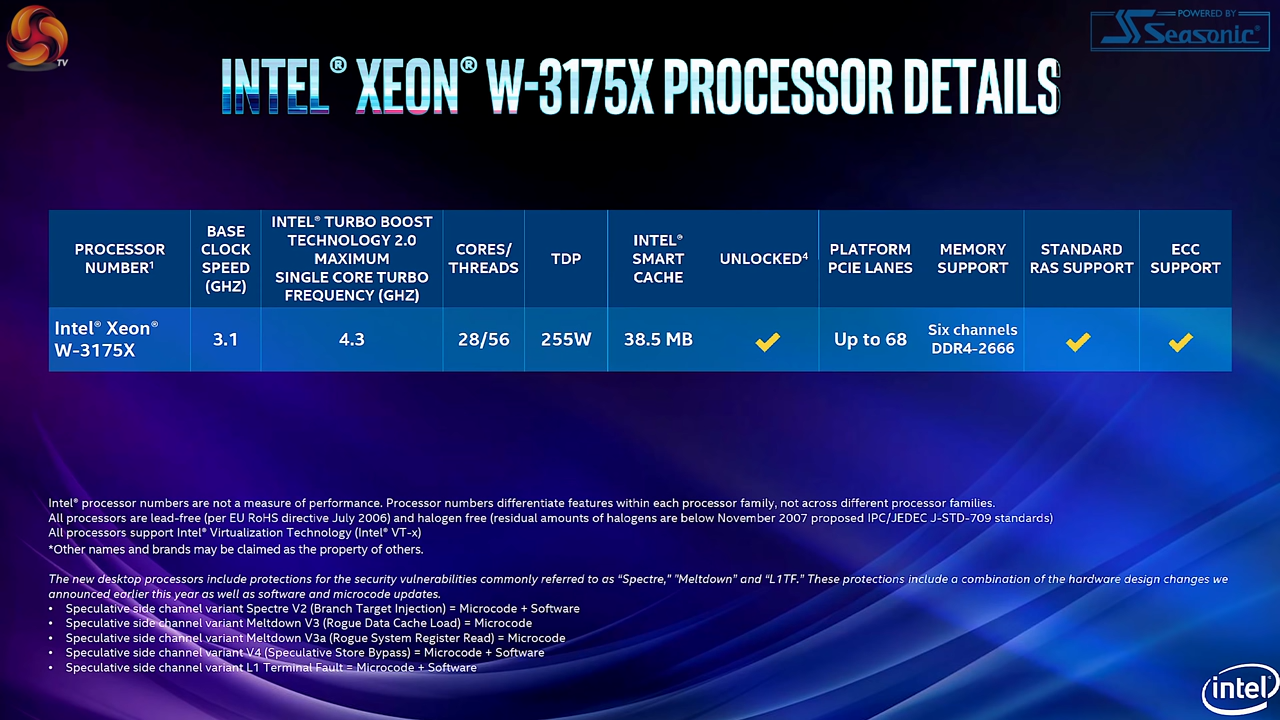 TV
POWERED BY
Seasonic®
INTEL® XEON® W-3175X PROCESSOR DETAILS
PROCESSOR
NUMBER¹
BASE
CLOCK
SPEED
(GHZ)
INTEL® TURBO BOOST
TECHNOLOGY 2.0
MAXIMUM
SINGLE CORE TURBO
FREQUENCY (GHZ)
CORES/
THREADS
TDP
INTEL®
SMART
CACHE
UNLOCKED⁴
PLATFORM
PCIE LANES
MEMORY
SUPPORT
STANDARD
RAS SUPPORT
ECC
SUPPORT
Intel® Xeon®
W-3175X
3.1
4.3
28/56
255W
38.5 MB
Up to 68
Six channels
DDR4-2666
Intel® processor numbers are not a measure of performance. Processor numbers differentiate features within each processor family, not across different processor families.
All processors are lead-free (per EU RoHS directive July 2006) and halogen free (residual amounts of halogens are below November 2007 proposed IPC/JEDEC J-STD-709 standards)
All processors support Intel® Virtualization Technology (Intel® VT-x)
*Other names and brands may be claimed as the property of others.
The new desktop processors include protections for the security vulnerabilities commonly referred to as “Spectre,” "Meltdown” and “L1TF.” These protections include a combination of the hardware design changes we
announced earlier this year as well as software and microcode updates.
• Speculative side channel variant Spectre V2 (Branch Target Injection) = Microcode + Software
• Speculative side channel variant Meltdown V3 (Rogue Data Cache Load) = Microcode
• Speculative side channel variant Meltdown V3a (Rogue System Register Read) = Microcode
• Speculative side channel variant V4 (Speculative Store Bypass) = Microcode + Software
• Speculative side channel variant L1 Terminal Fault = Microcode + Software
intel®